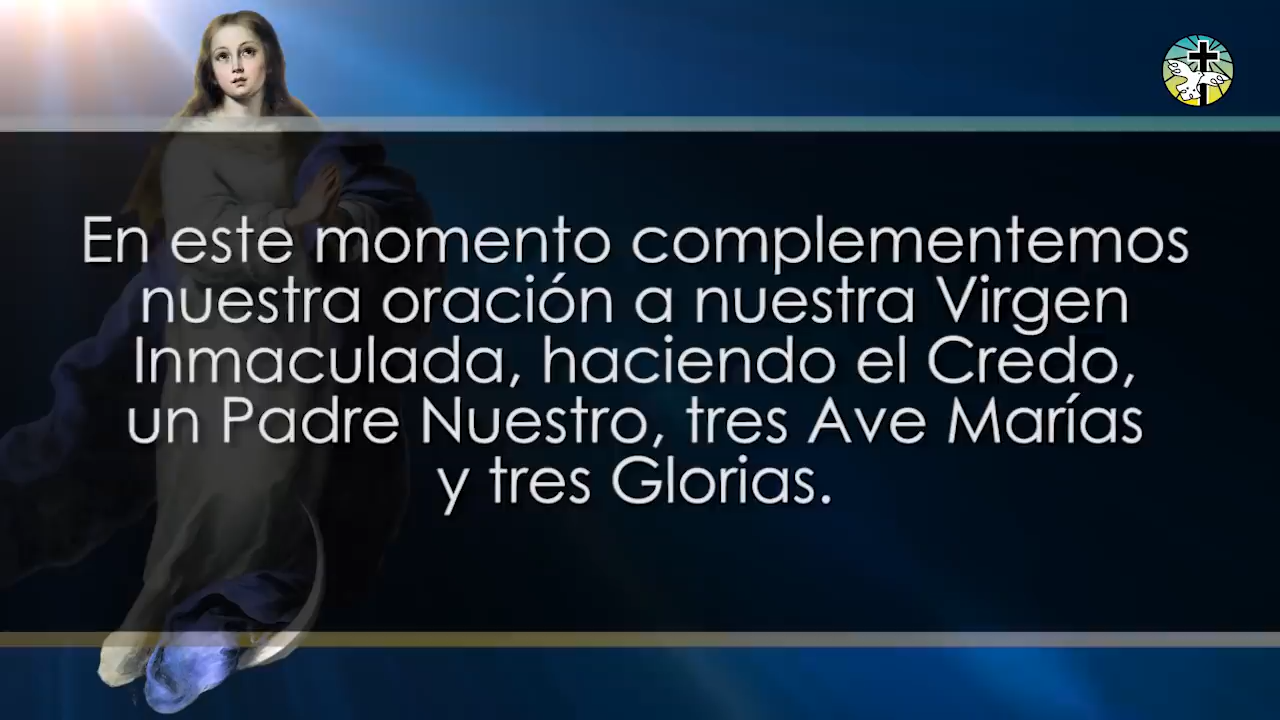 En este momento complementemos
nuestra oración a nuestra Virgen
Inmaculada, haciendo el Credo,
un Padre Nuestro, tres Ave Marías
y tres Glorias.